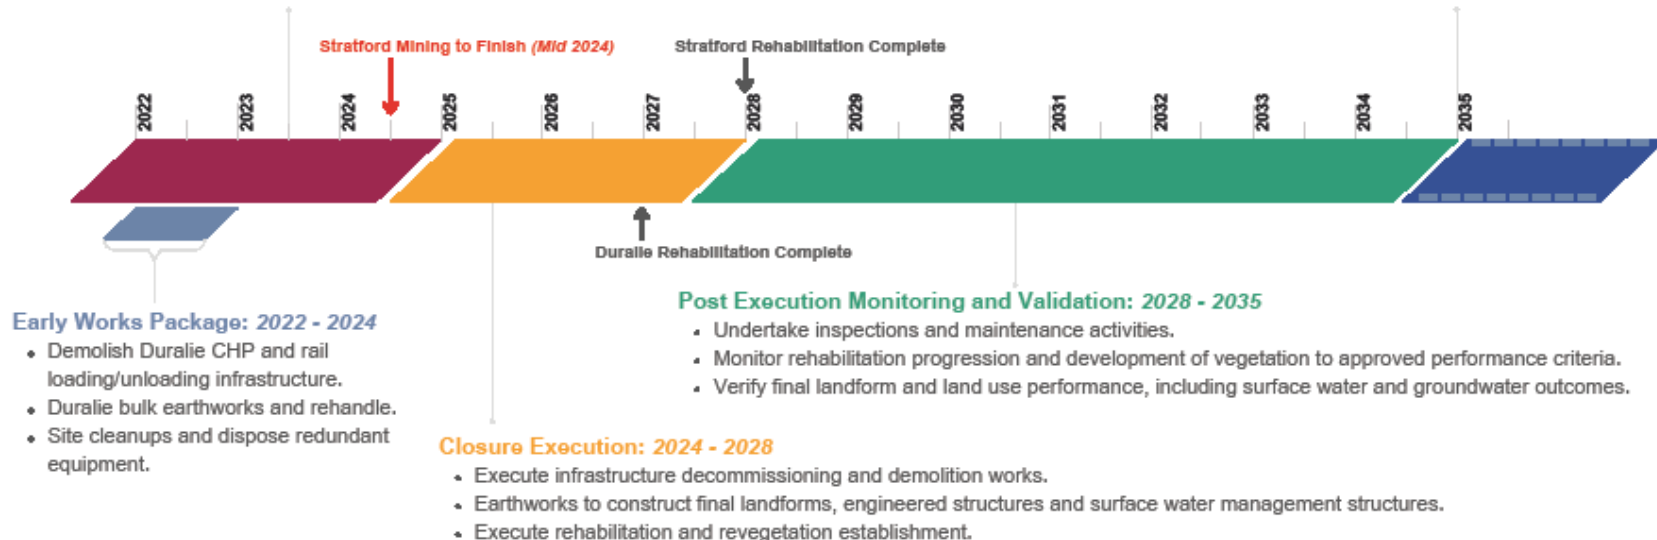 Stratford Mining to Finish (Mid 2024)
Stratford Rehabilitation Complete
2022
2023
2024
2025
2026
2027
2028
2029
2030
2031
2032
2033
2034
2035
Duralie Rehabilitation Complete
Early Works Package: 2022 - 2024
• Demolish Duralie CHP and rail
loading/unloading infrastructure.
• Duralie bulk earthworks and rehandle.
• Site cleanups and dispose redundant
equipment.
Post Execution Monitoring and Validation: 2028 - 2035
• Undertake inspections and maintenance activities.
• Monitor rehabilitation progression and development of vegetation to approved performance criteria.
• Verify final landform and land use performance, including surface water and groundwater outcomes.
Closure Execution: 2024 - 2028
• Execute infrastructure decommissioning and demolition works.
• Earthworks to construct final landforms, engineered structures and surface water management structures.
• Execute rehabilitation and revegetation establishment.